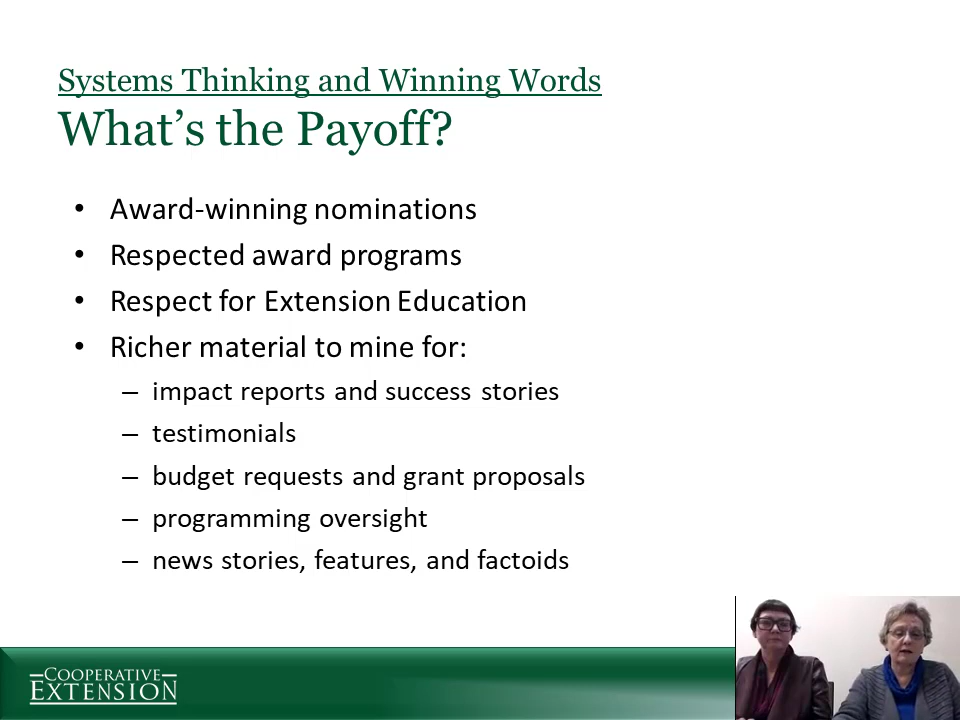 Systems Thinking and Winning Words
What's the Payoff?
• Award-winning nominations
• Respected award programs
• Respect for Extension Education
• Richer material to mine for:
– impact reports and success stories
– testimonials
– budget requests and grant proposals
– programming oversight
– news stories, features, and factoids
COOPERATIVE
EXTENSION